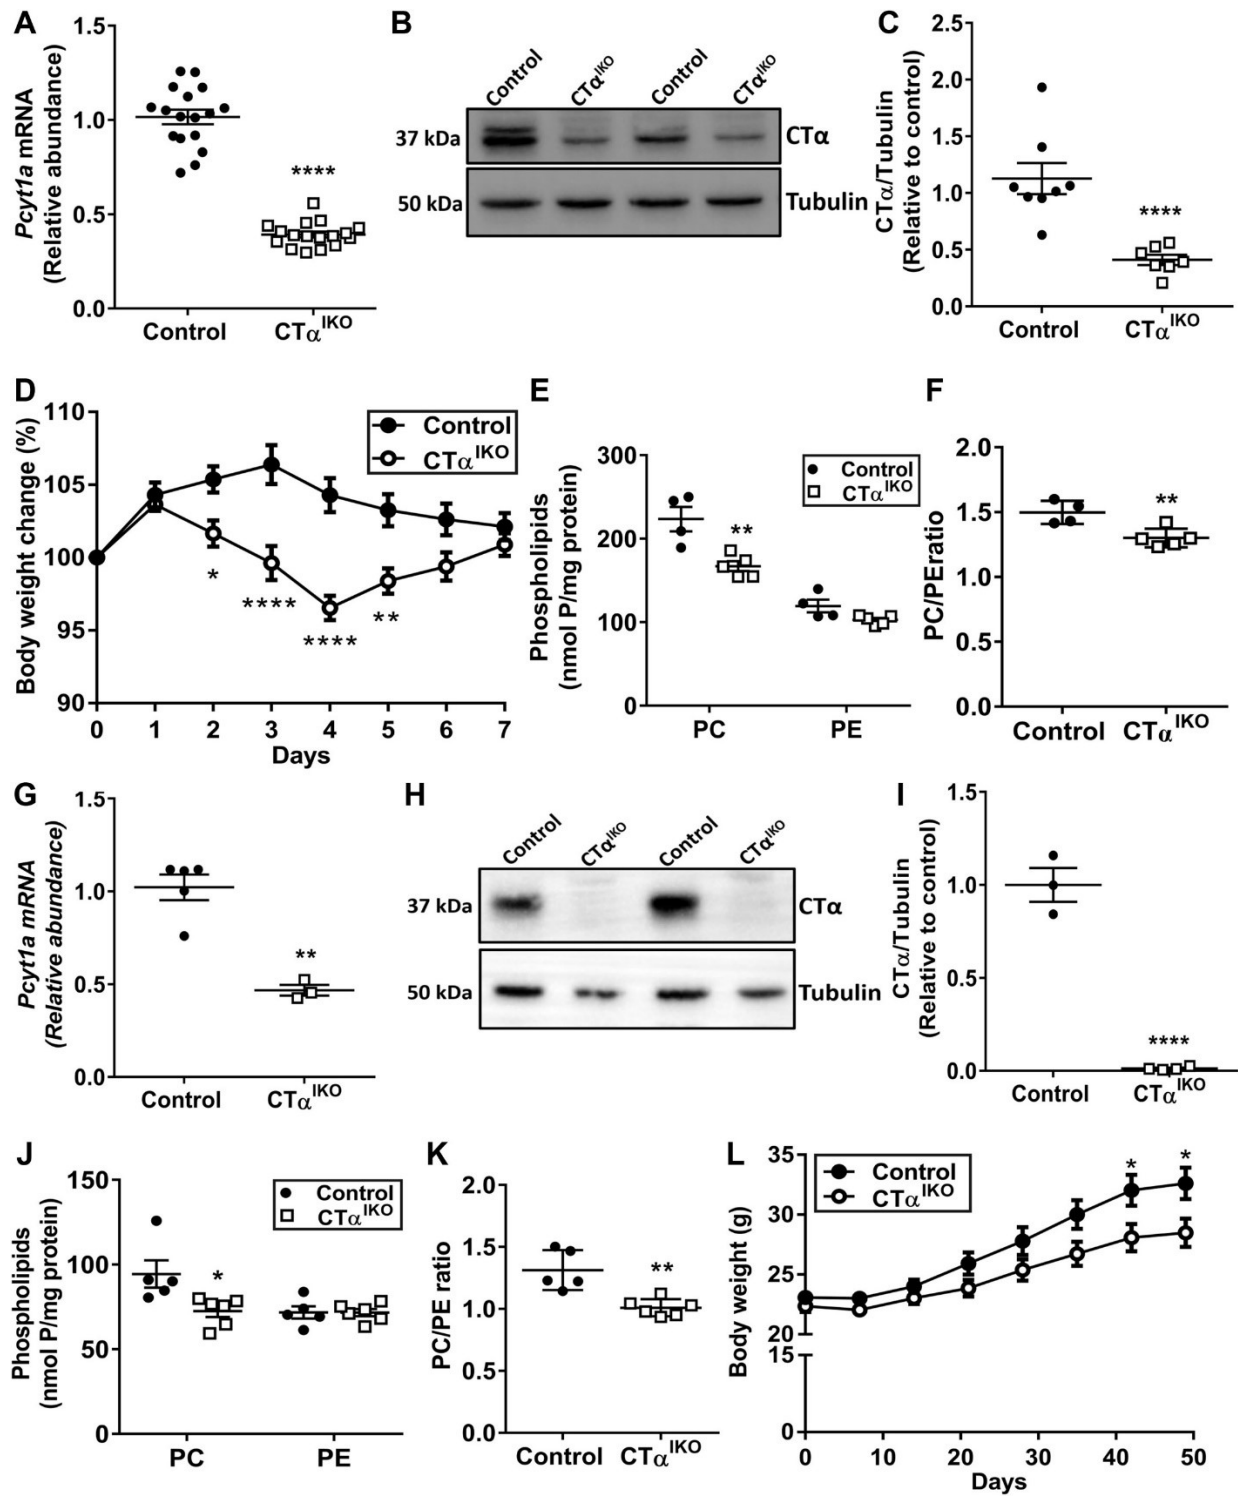 A
Pcyt1a mRNA
(Relative abundance)
1.5
1.0
0.5
0.0
****
Control
CTα^IKO
B
Control
CTα^IKO
Control
CTα^IKO
37 kDa
CTα
50 kDa
Tubulin
C
CTα/Tubulin
(Relative to control)
2.5
2.0
1.5
1.0
0.5
0.0
****
Control
CTα^IKO
D
Body weight change (%)
110
105
100
95
90
Control
CTα^IKO
*
****
****
**
0 1 2 3 4 5 6 7
Days
E
Phospholipids
(nmol P/mg protein)
300
200
100
0
Control
CTα^IKO
**
PC PE
F
PC/PEratio
2.0
1.5
1.0
0.5
0.0
**
Control
CTα^IKO
G
Pcyt1a mRNA
(Relative abundance)
1.5
1.0
0.5
0.0
**
Control
CTα^IKO
H
Control
CTα^IKO
Control
CTα^IKO
37 kDa
CTα
50 kDa
Tubulin
I
CTα/Tubulin
(Relative to control)
1.5
1.0
0.5
0.0
****
Control
CTα^IKO
J
Phospholipids
(nmol P/mg protein)
150
100
50
0
Control
CTα^IKO
*
PC PE
K
PC/PE ratio
2.0
1.5
1.0
0.5
0.0
**
Control
CTα^IKO
L
Body weight (g)
35
30
25
20
15
0
Control
CTα^IKO
*
*
0 10 20 30 40 50
Days